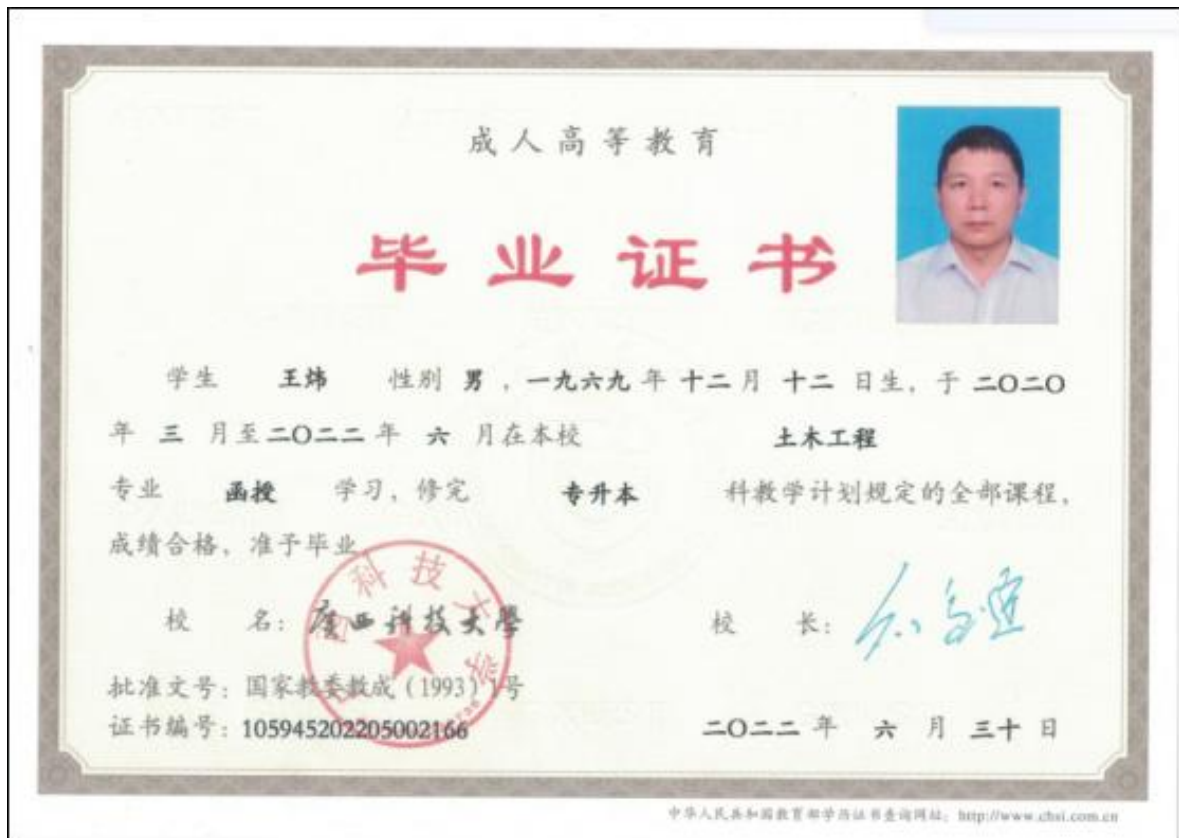 成人高等教育
毕业证书
学生 王炜 性别 男，一九六九年十二月十二日生，于二〇二〇
年 三 月至二〇二二年 六 月在本校 土木工程
专业 函授 学习，修完 专升本 科教学计划规定的全部课程，
成绩合格，准予毕业
校 名：广西科技大学
校 长：
批准文号：国家教委教成（1993）1号
证书编号：105945202205002166
二〇二二年 六 月 三十 日
中华人民共和国教育部学历证书查询网址：http://www.chsi.com.cn